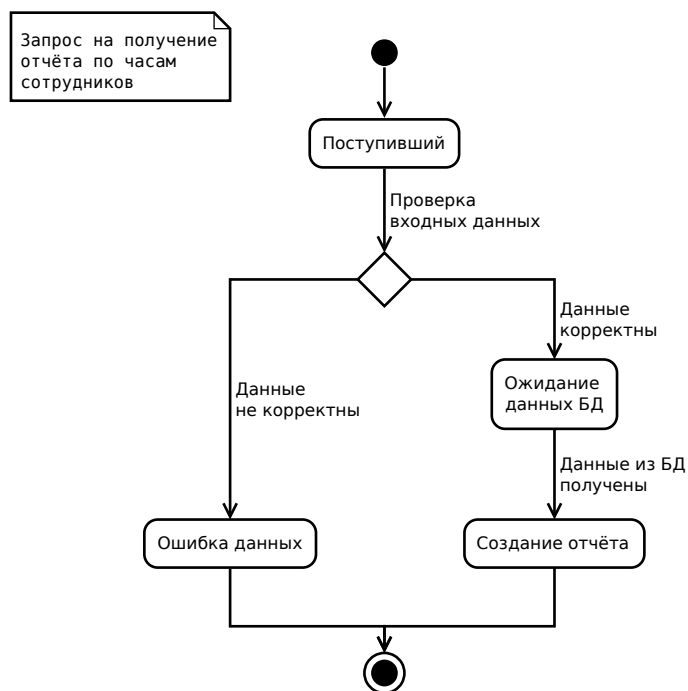 Запрос на получение
отчёта по часам
сотрудников
Поступивший
Проверка
входных данных
Данные
корректны
Ожидание
данных БД
Данные
не корректны
Данные из БД
получены
Ошибка данных
Создание отчёта